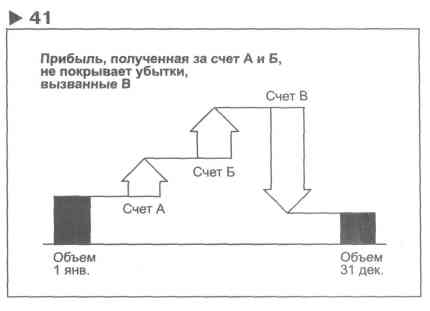 ▶ 41
Прибыль, полученная за счет А и Б,
не покрывает убытки,
вызванные В
Счет В
Счет Б
Счет А
Объем
1 янв.
Объем
31 дек.